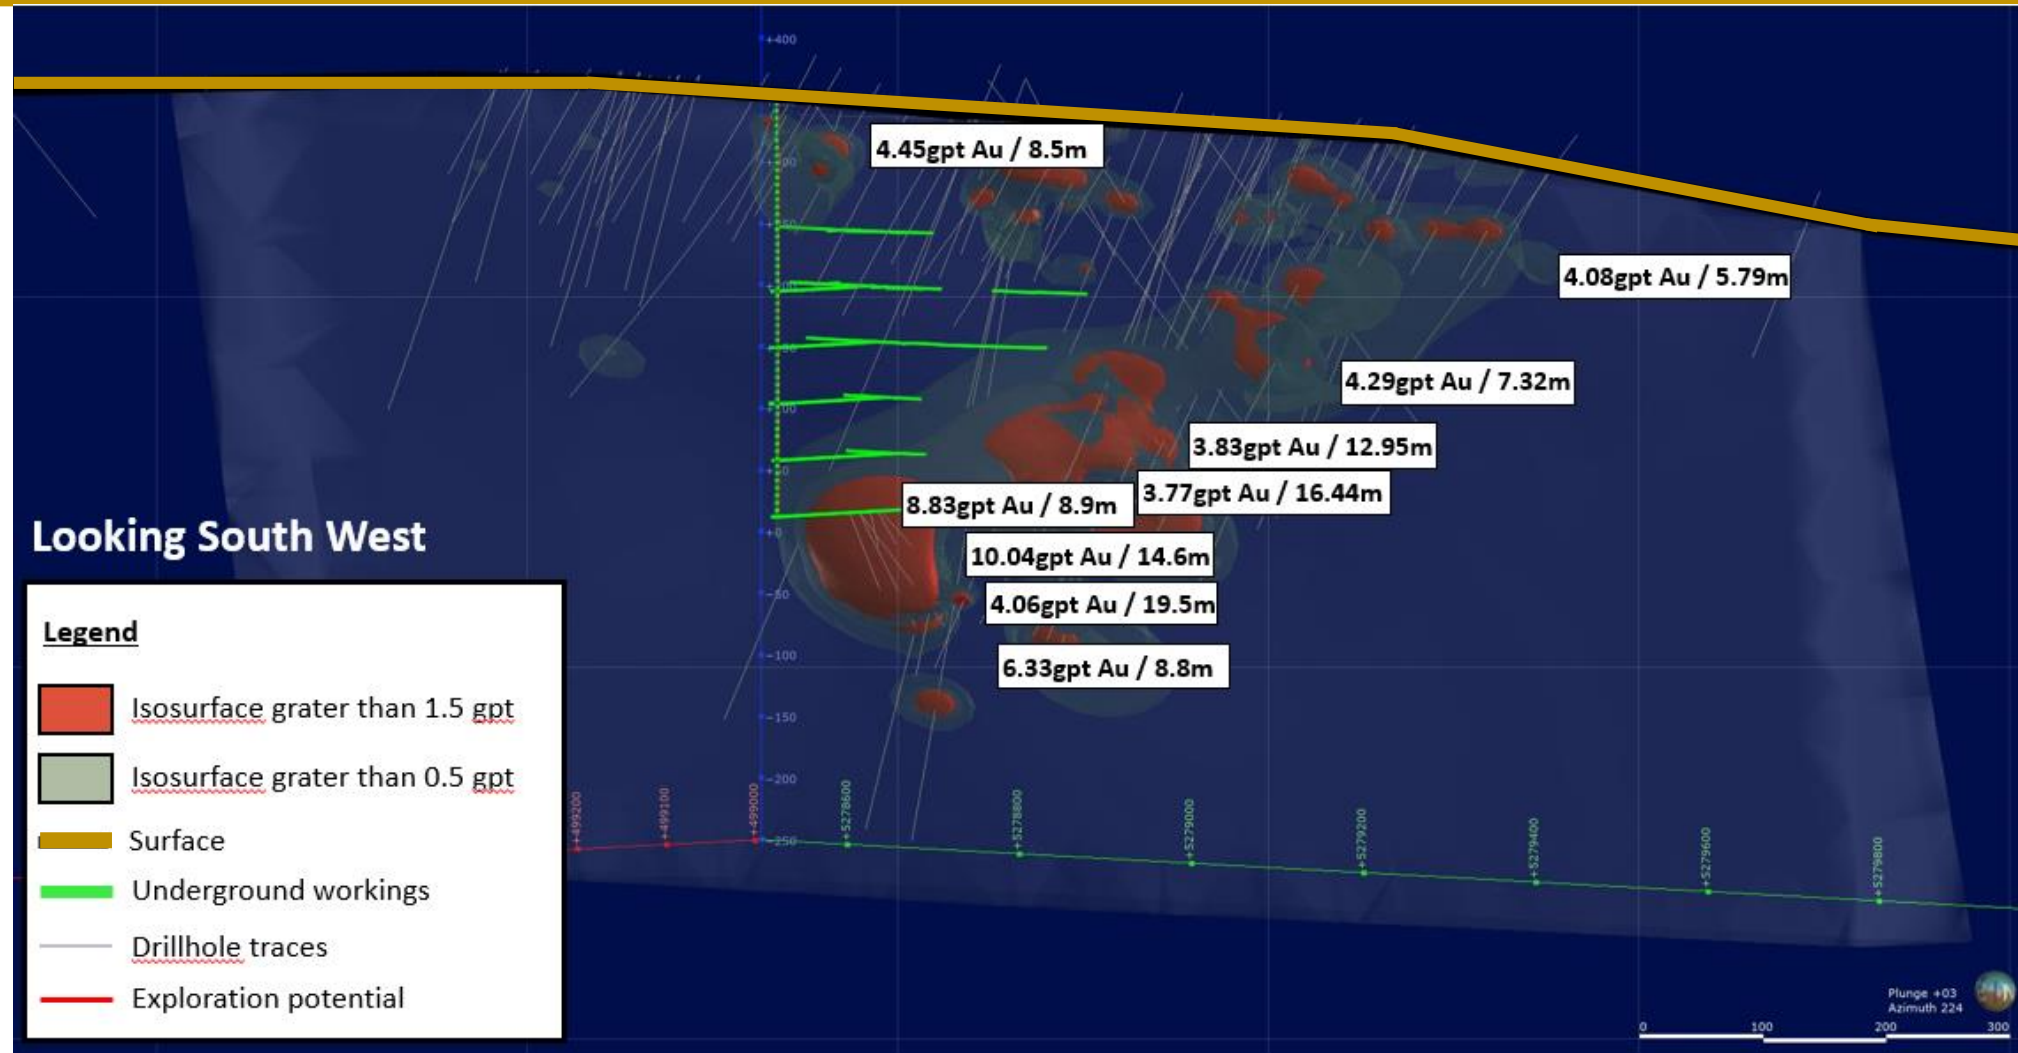 +400
4.45gpt Au / 8.5m
4.08gpt Au / 5.79m
4.29gpt Au / 7.32m
3.83gpt Au / 12.95m
3.77gpt Au / 16.44m
8.83gpt Au / 8.9m
+0
10.04gpt Au / 14.6m
4.06gpt Au / 19.5m
6.33gpt Au / 8.8m
Looking South West
Legend
Isosurface grater than 1.5 gpt
Isosurface grater than 0.5 gpt
Surface
Underground workings
Drillhole traces
Exploration potential
-50
-100
-150
-200
-250
+499200
+499100
+499000
+5278600
+5278800
+5279000
+5279200
+5279400
+5279600
+5279800
Plunge +03
Azimuth 224
0 100 200 300